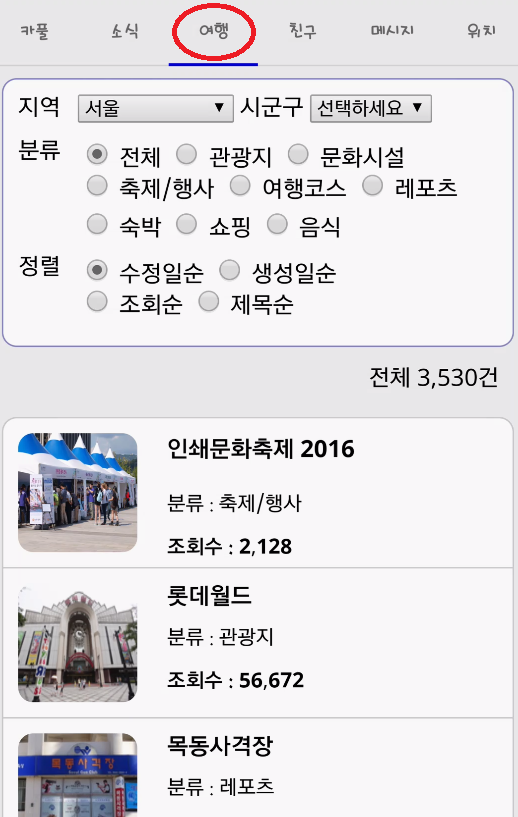 카풀 소식 여행 친구 메시지 위치
지역 서울 시군구 선택하세요
분류 전체 관광지 문화시설
축제/행사 여행코스 레포츠
숙박 쇼핑 음식
정렬 수정일순 생성일순
조회순 제목순
전체 3,530건
인쇄문화축제 2016
분류 : 축제/행사
조회수 : 2,128
롯데월드
분류 : 관광지
조회수 : 56,672
목동사격장
목동사격장
분류 : 레포츠